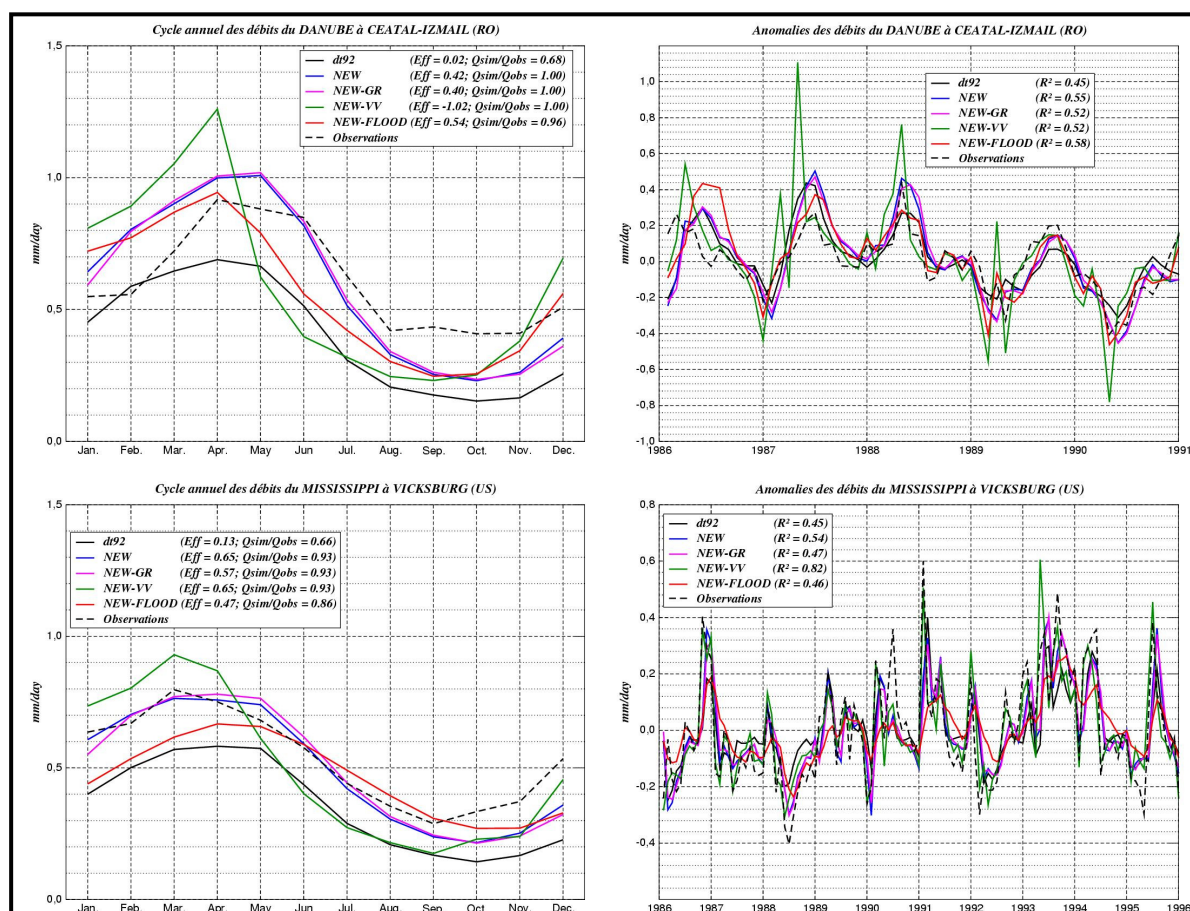 Cycle annuel des débits du DANUBE à CEATAL-IZMAIL (RO)
1,5
1,0
0,5
0,0
mm/day
dt92 (Eff = 0.02; Qsim/Qobs = 0.68)
NEW (Eff = 0.42; Qsim/Qobs = 1.00)
NEW-GR (Eff = 0.40; Qsim/Qobs = 1.00)
NEW-VV (Eff = -1.02; Qsim/Qobs = 1.00)
NEW-FLOOD (Eff = 0.54; Qsim/Qobs = 0.96)
Observations
Jan. Feb. Mar. Apr. May Jun. Jul. Aug. Sep. Oct. Nov. Dec.
Anomalies des débits du DANUBE à CEATAL-IZMAIL (RO)
1,0
0,8
0,6
0,4
0,2
0,0
-0,2
-0,4
-0,6
-0,8
-1,0
mm/day
dt92 (R² = 0.45)
NEW (R² = 0.55)
NEW-GR (R² = 0.52)
NEW-VV (R² = 0.52)
NEW-FLOOD (R² = 0.58)
Observations
1986 1987 1988 1989 1990 1991
Cycle annuel des débits du MISSISSIPPI à VICKSBURG (US)
1,5
1,0
0,5
0,0
mm/day
dt92 (Eff = 0.13; Qsim/Qobs = 0.66)
NEW (Eff = 0.65; Qsim/Qobs = 0.93)
NEW-GR (Eff = 0.57; Qsim/Qobs = 0.93)
NEW-VV (Eff = 0.65; Qsim/Qobs = 0.93)
NEW-FLOOD (Eff = 0.47; Qsim/Qobs = 0.86)
Observations
Jan. Feb. Mar. Apr. May Jun. Jul. Aug. Sep. Oct. Nov. Dec.
Anomalies des débits du MISSISSIPPI à VICKSBURG (US)
0,8
0,6
0,4
0,2
0,0
-0,2
-0,4
mm/day
dt92 (R² = 0.45)
NEW (R² = 0.54)
NEW-GR (R² = 0.47)
NEW-VV (R² = 0.82)
NEW-FLOOD (R² = 0.46)
Observations
1986 1987 1988 1989 1990 1991 1992 1993 1994 1995 1996